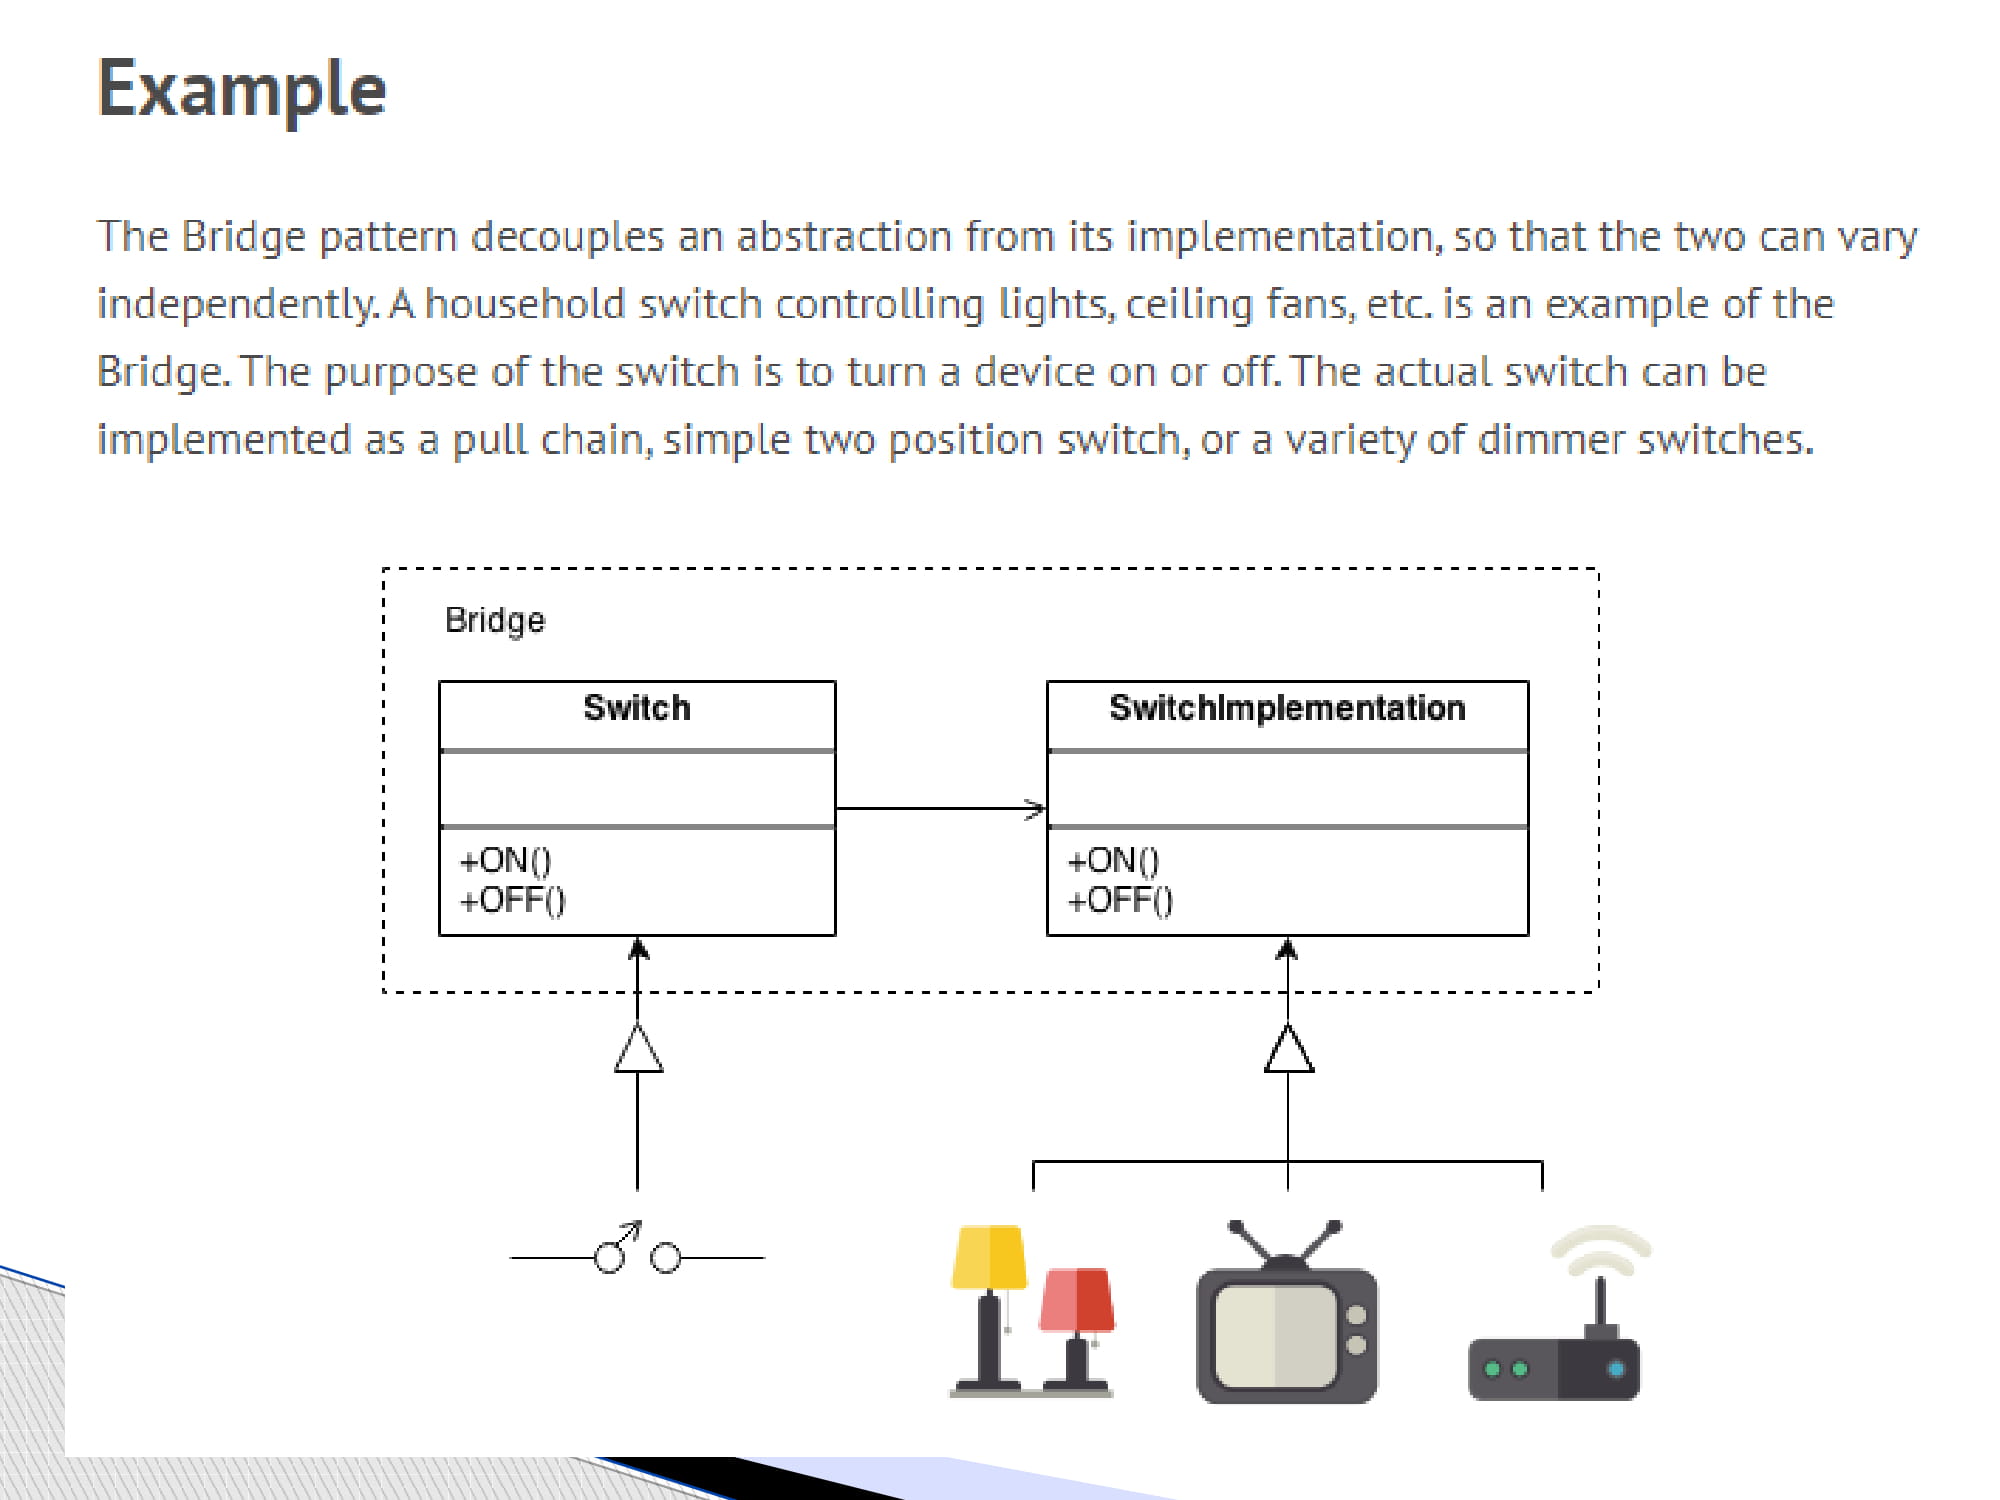 Example
The Bridge pattern decouples an abstraction from its implementation, so that the two can vary
independently. A household switch controlling lights, ceiling fans, etc. is an example of the
Bridge. The purpose of the switch is to turn a device on or off. The actual switch can be
implemented as a pull chain, simple two position switch, or a variety of dimmer switches.
Bridge
Switch
+ON()
+OFF()
SwitchImplementation
+ON()
+OFF()